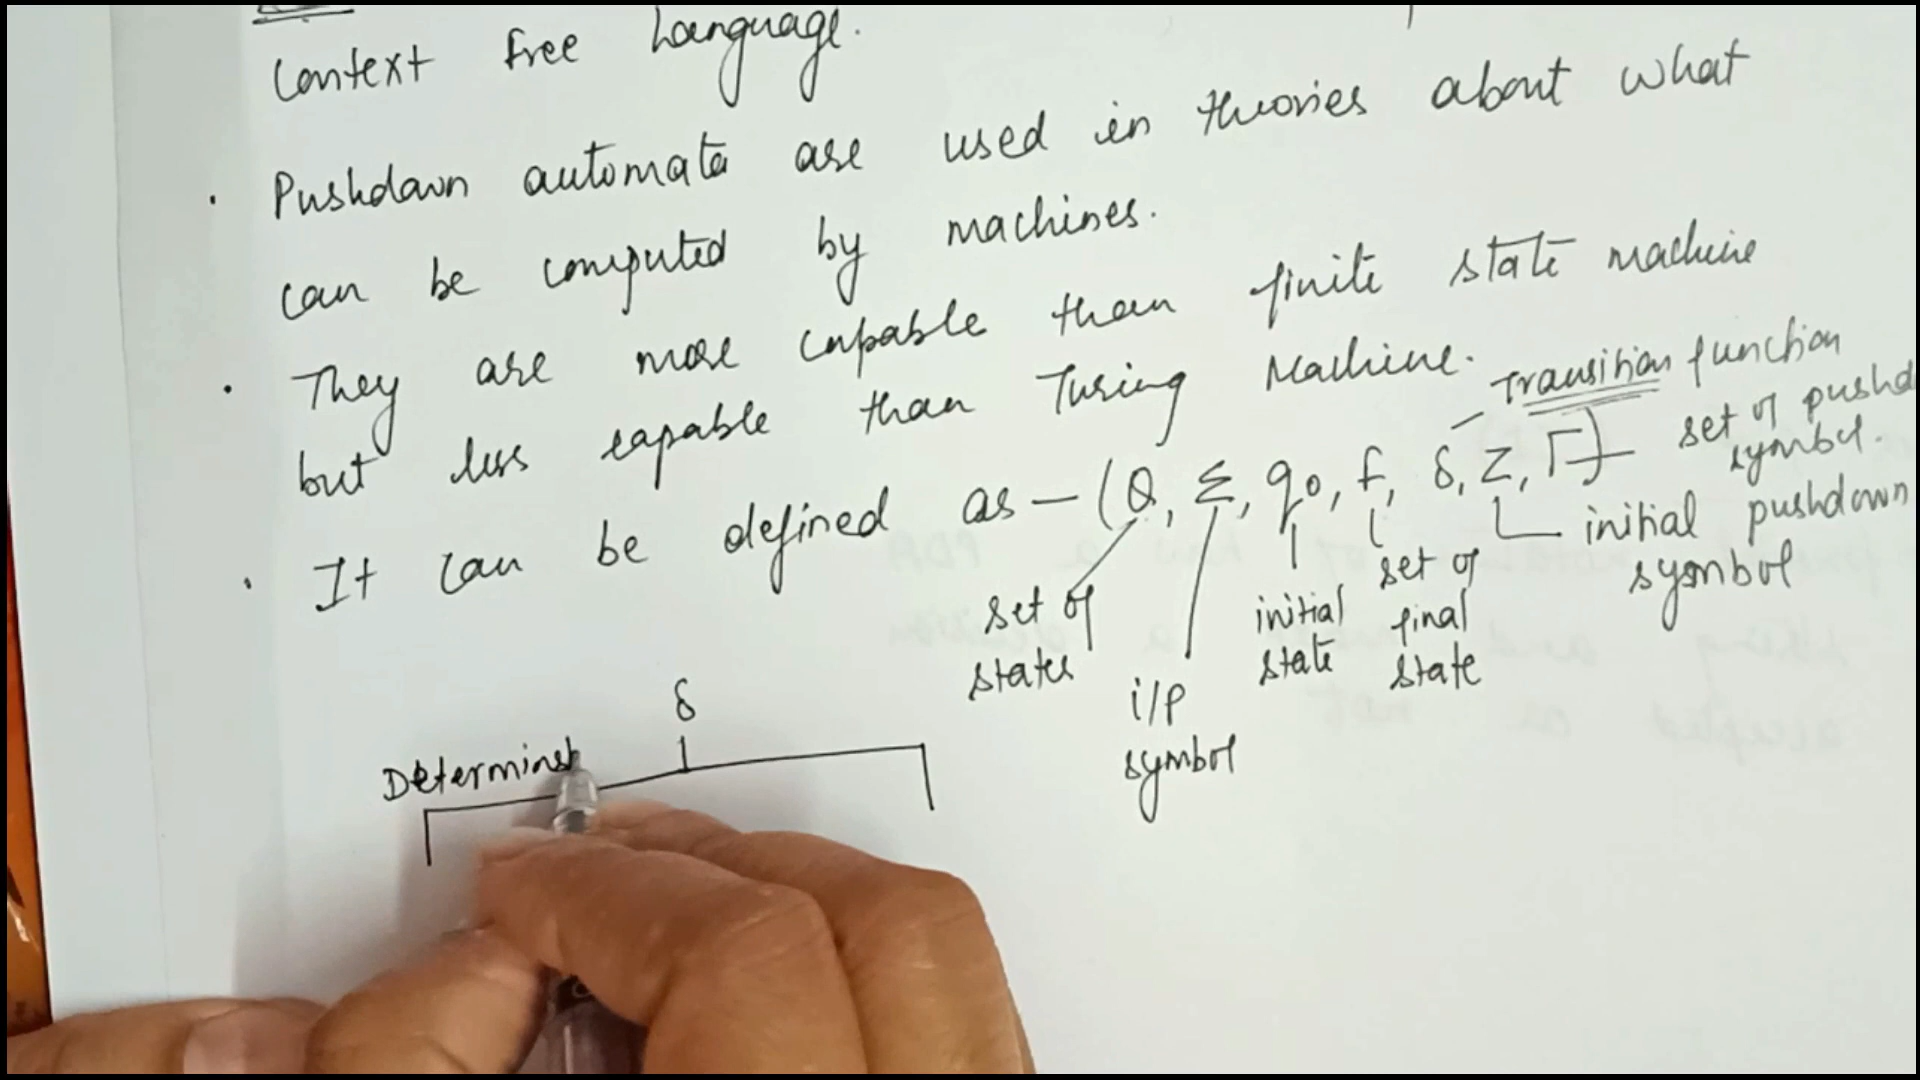 Context free Language.
· Pushdown automata are used in theories about what
can be computed by machines.
· They are more capable than finite state machine
but less capable than Turing Machine.
· It can be defined as – (Q, Σ, q0, f, δ, Z, Γ)
Transition function
set of pushd
symbol.
initial pushdown
symbol
set of
states
i/p
symbol
initial
state
set of
final
state
δ
Determinst